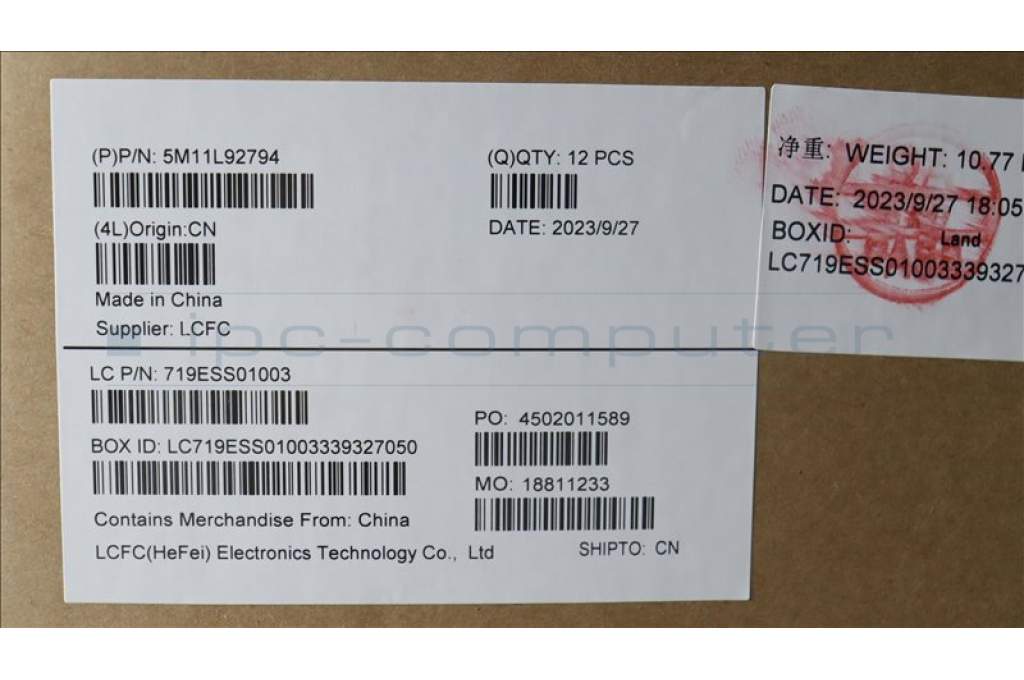 (P)P/N: 5M11L92794
(Q)QTY: 12 PCS
(4L)Origin:CN
DATE: 2023/9/27
Made in China
Supplier: LCFC
LC P/N: 719ESS01003
PO: 4502011589
BOX ID: LC719ESS01003339327050
MO: 18811233
Contains Merchandise From: China
LCFC(HeFei) Electronics Technology Co., Ltd
SHIPTO: CN
净重: WEIGHT: 10.77
DATE: 2023/9/27 18:05
BOXID: Land
LC719ESS01003339327
ipc-computer